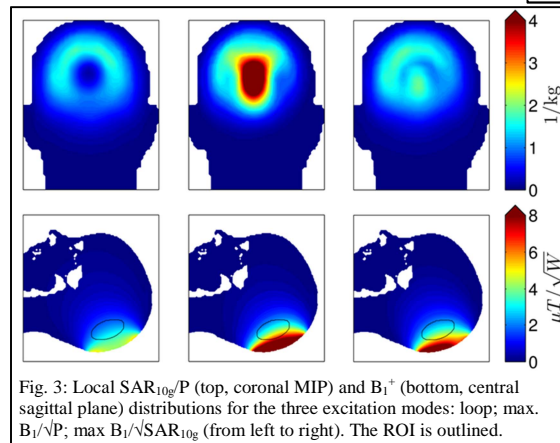 4
3
2
1
0
1/kg
8
6
4
2
0
μT/√W
Fig. 3: Local SAR₁₀g/P (top, coronal MIP) and B₁⁺ (bottom, central
sagittal plane) distributions for the three excitation modes: loop; max.
B₁/√P; max B₁/√SAR₁₀g (from left to right). The ROI is outlined.